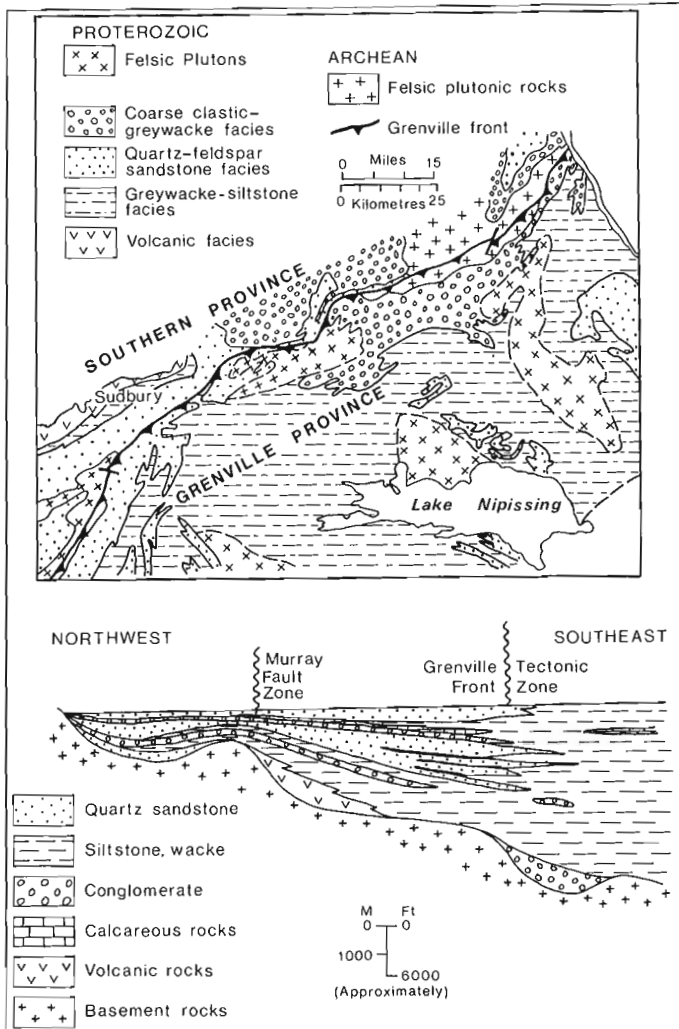 PROTEROZOIC
Felsic Plutons
Coarse clastic-
greywacke facies
Quartz-feldspar
sandstone facies
Greywacke-siltstone
facies
Volcanic facies
ARCHEAN
Felsic plutonic rocks
Grenville front
0 Miles 15
0 Kilometres 25
SOUTHERN PROVINCE
Sudbury
GRENVILLE PROVINCE
Lake Nipissing
NORTHWEST
SOUTHEAST
Murray
Fault
Zone
Grenville
Front
Tectonic
Zone
Quartz sandstone
Siltstone, wacke
Conglomerate
Calcareous rocks
Volcanic rocks
Basement rocks
M Ft
0 0
1000
6000
(Approximately)